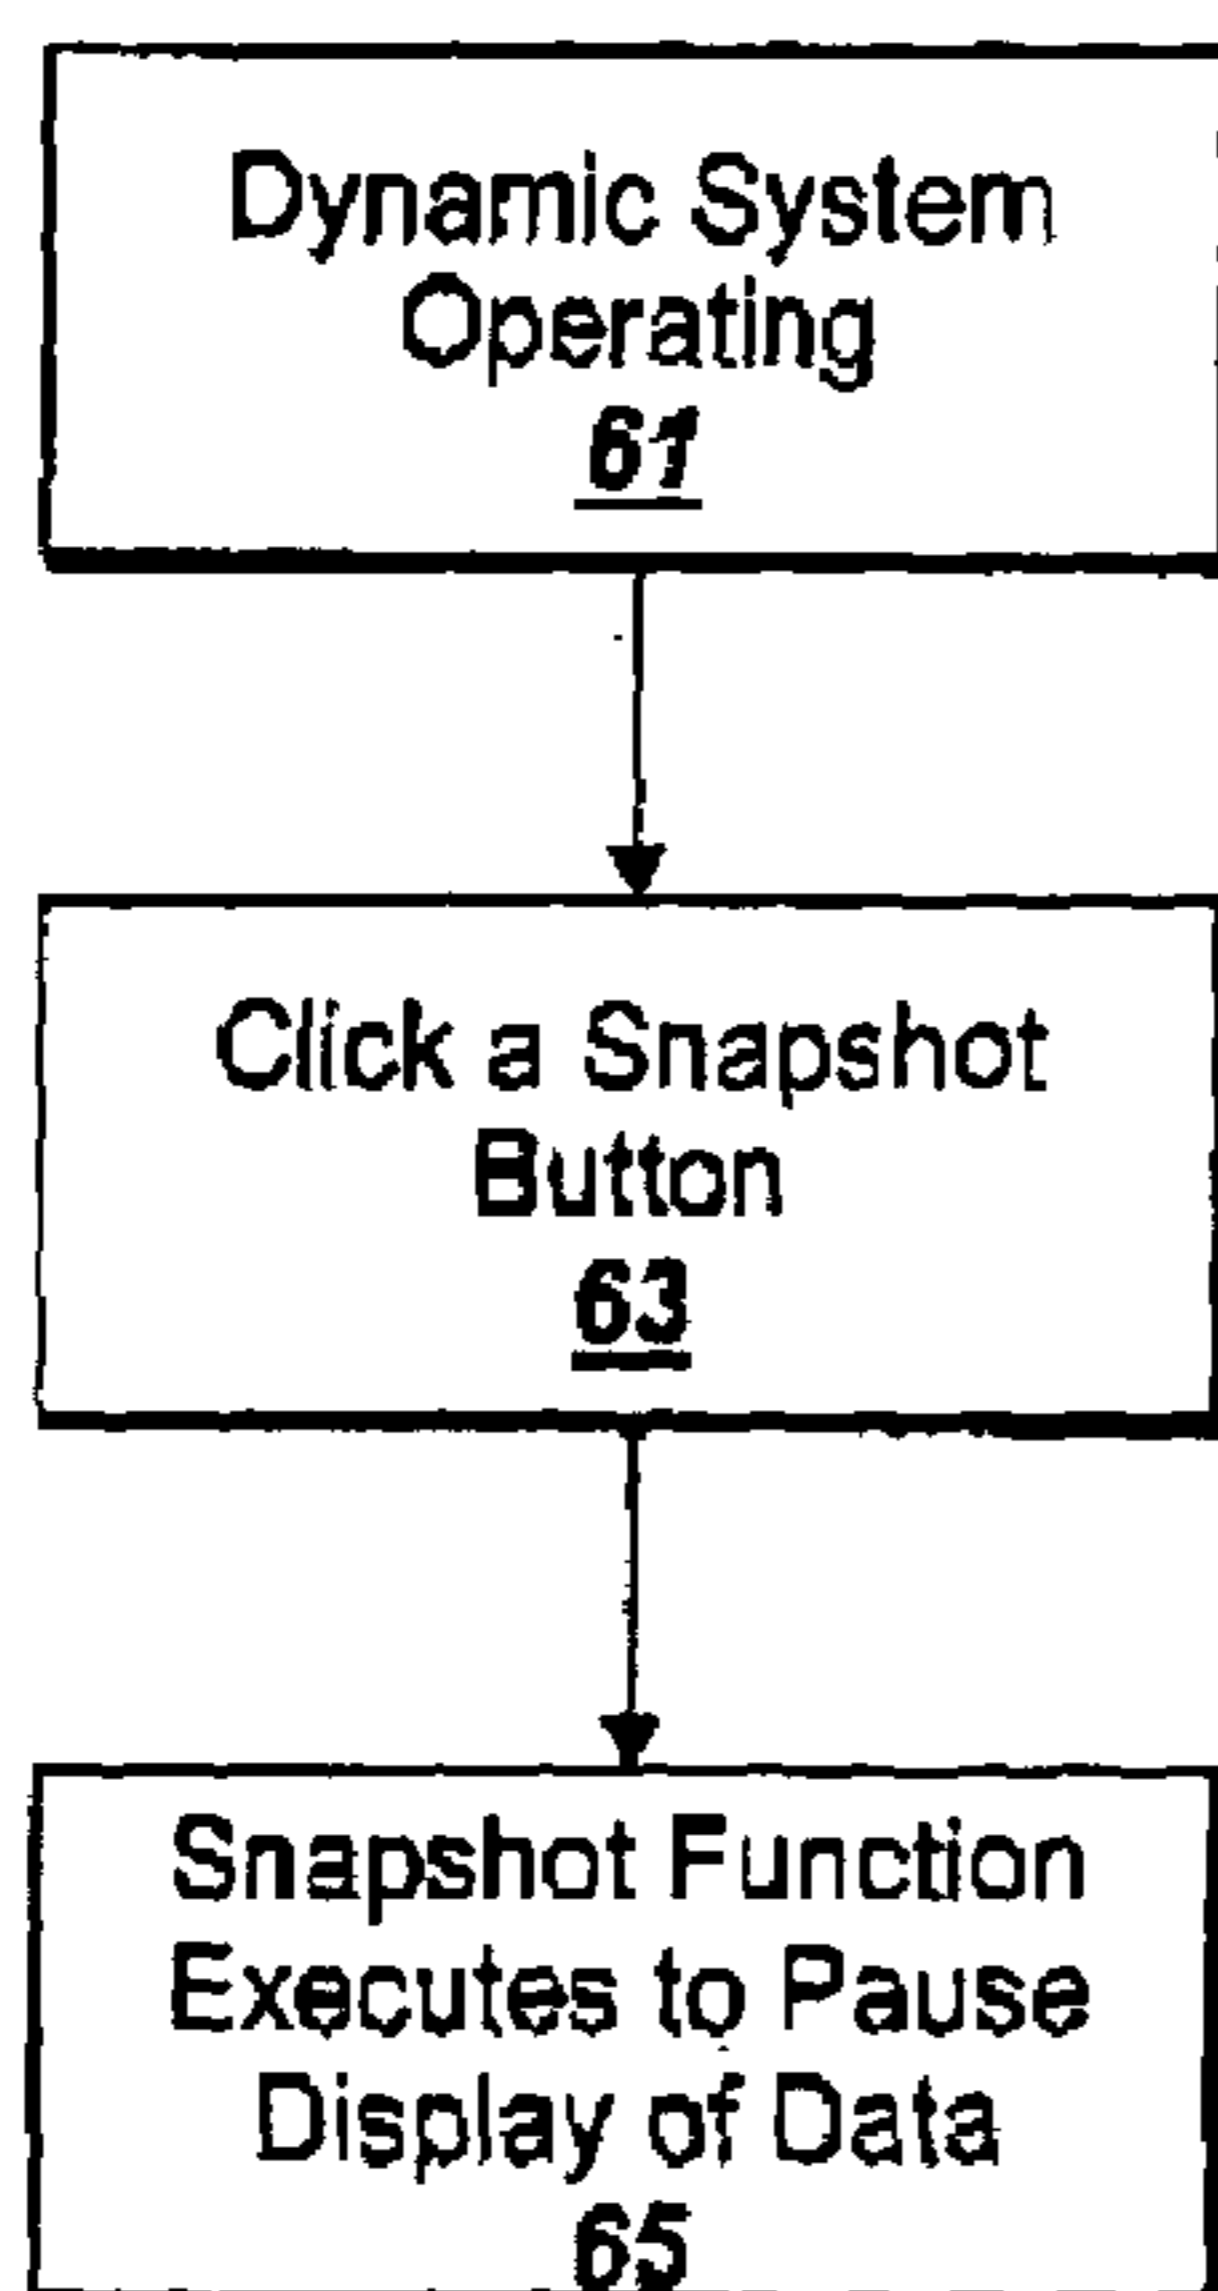 Dynamic System
Operating
61
Click a Snapshot
Button
63
Snapshot Function
Executes to Pause
Display of Data
65